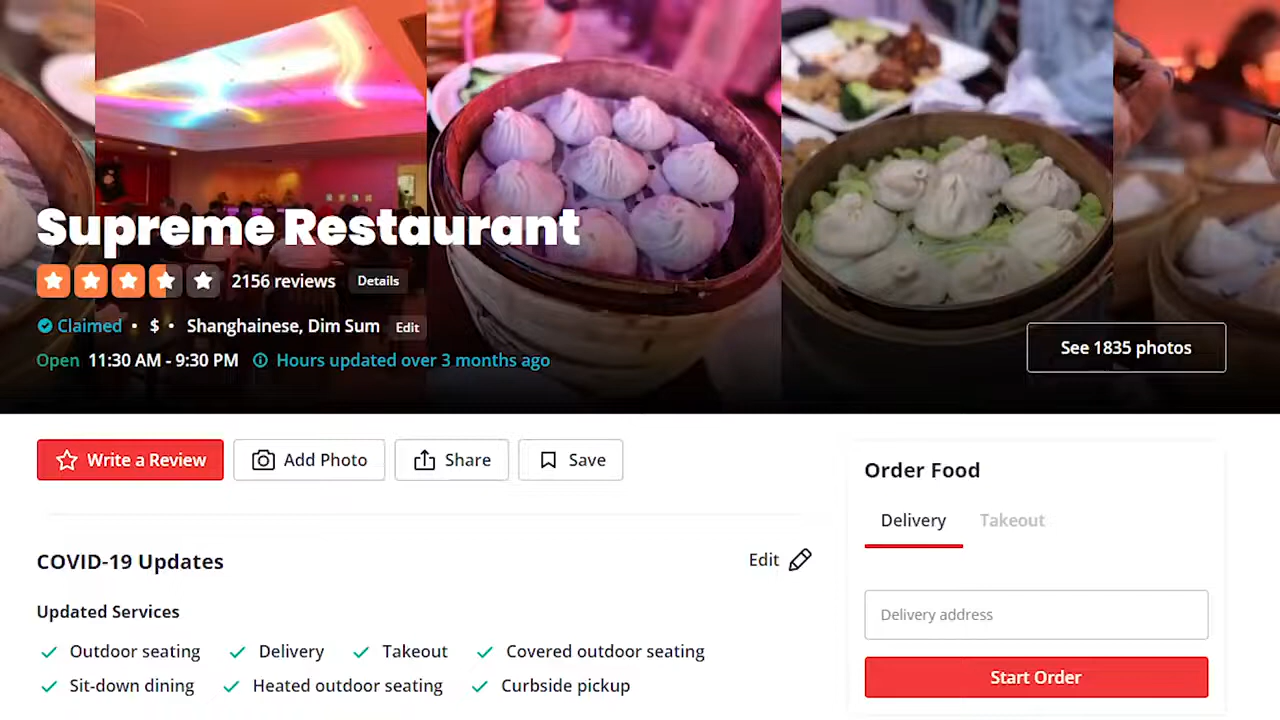 Supreme Restaurant
2156 reviews Details
Claimed • $ • Shanghainese, Dim Sum Edit
Open 11:30 AM - 9:30 PM Hours updated over 3 months ago
See 1835 photos
Write a Review Add Photo Share Save
COVID-19 Updates Edit
Updated Services
Outdoor seating Delivery Takeout Covered outdoor seating
Sit-down dining Heated outdoor seating Curbside pickup
Order Food
Delivery Takeout
Delivery address
Start Order